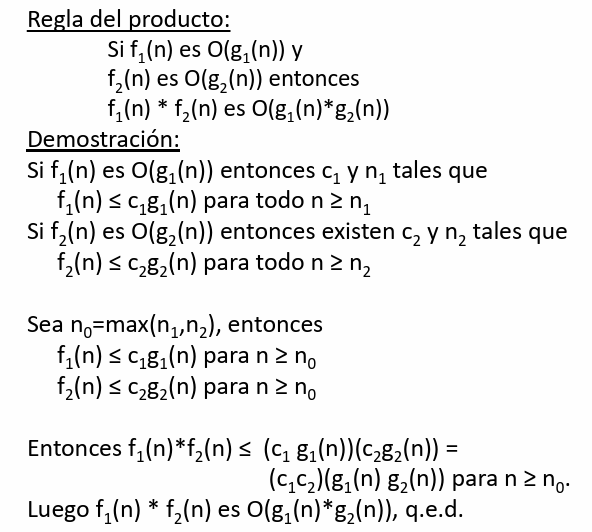 Regla del producto:
Si f₁(n) es O(g₁(n)) y
f₂(n) es O(g₂(n)) entonces
f₁(n) * f₂(n) es O(g₁(n)*g₂(n))
Demostración:
Si f₁(n) es O(g₁(n)) entonces c₁ y n₁ tales que
f₁(n) ≤ c₁g₁(n) para todo n ≥ n₁
Si f₂(n) es O(g₂(n)) entonces existen c₂ y n₂ tales que
f₂(n) ≤ c₂g₂(n) para todo n ≥ n₂
Sea n₀=max(n₁,n₂), entonces
f₁(n) ≤ c₁g₁(n) para n ≥ n₀
f₂(n) ≤ c₂g₂(n) para n ≥ n₀
Entonces f₁(n)*f₂(n) ≤ (c₁ g₁(n))(c₂g₂(n)) =
(c₁c₂)(g₁(n) g₂(n)) para n ≥ n₀.
Luego f₁(n) * f₂(n) es O(g₁(n)*g₂(n)), q.e.d.